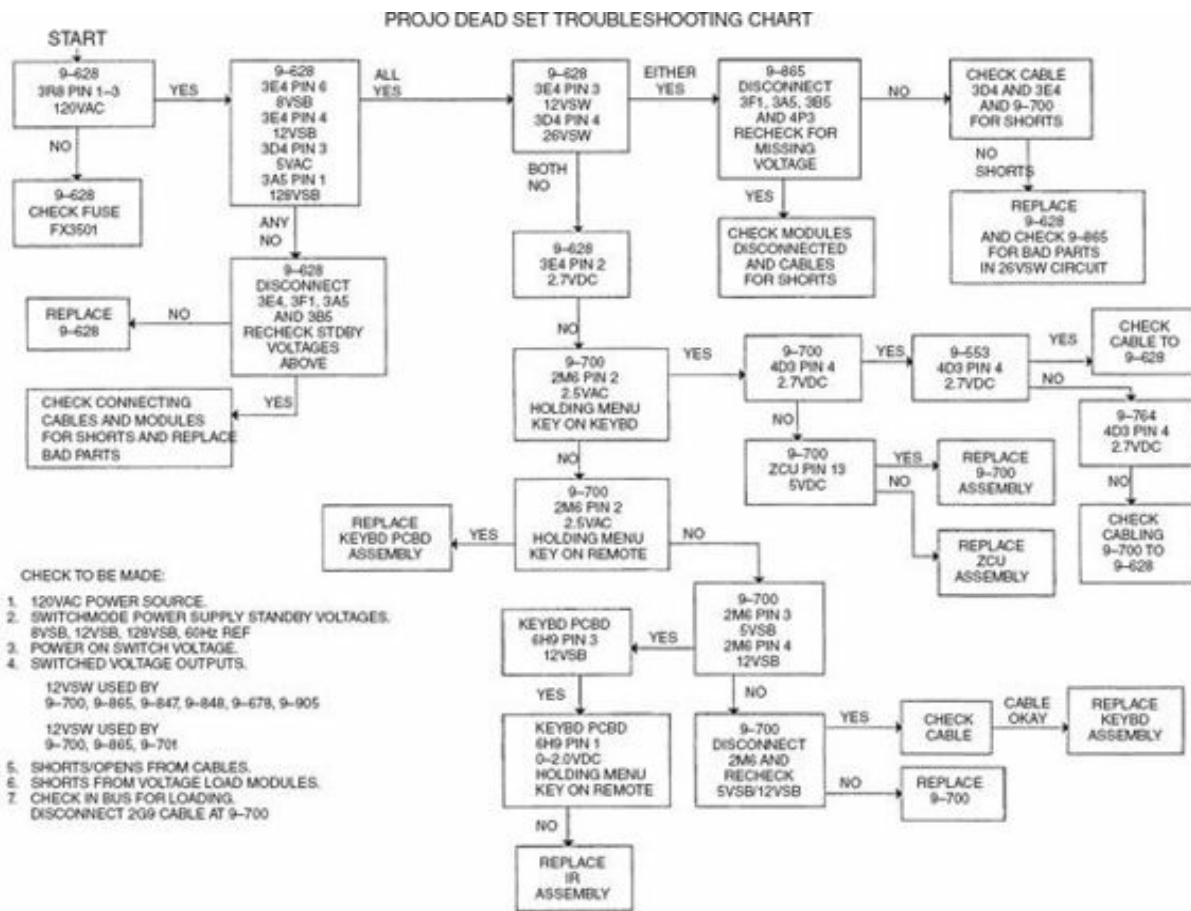 PROJO DEAD SET TROUBLESHOOTING CHART
START
9–628
3R8 PIN 1–3
120VAC
YES
NO
9–628
CHECK FUSE
FX3501
9–628
3E4 PIN 6
8VSB
3E4 PIN 4
12VSB
3D4 PIN 3
5VAC
3A5 PIN 1
128VSB
ALL
YES
ANY
NO
9–628
DISCONNECT
3E4, 3F1, 3A5
AND 3B5
RECHECK STDBY
VOLTAGES
ABOVE
NO
REPLACE
9–628
YES
CHECK CONNECTING
CABLES AND MODULES
FOR SHORTS AND REPLACE
BAD PARTS
9–628
3E4 PIN 3
12VSW
3D4 PIN 4
26VSW
EITHER
YES
BOTH
NO
9–865
DISCONNECT
3F1, 3A5, 3B5
AND 4P3
RECHECK FOR
MISSING
VOLTAGE
NO
CHECK CABLE
3D4 AND 3E4
AND 9–700
FOR SHORTS
NO
SHORTS
REPLACE
9–628
AND CHECK 9–865
FOR BAD PARTS
IN 26VSW CIRCUIT
YES
CHECK MODULES
DISCONNECTED
AND CABLES
FOR SHORTS
9–628
3E4 PIN 2
2.7VDC
NO
9–700
2M6 PIN 2
2.5VAC
HOLDING MENU
KEY ON KEYBD
YES
9–700
4D3 PIN 4
2.7VDC
YES
9–553
4D3 PIN 4
2.7VDC
YES
CHECK
CABLE TO
9–628
NO
9–764
4D3 PIN 4
2.7VDC
NO
CHECK
CABLING
9–700 TO
9–628
NO
9–700
ZCU PIN 13
5VDC
YES
REPLACE
9–700
ASSEMBLY
NO
REPLACE
ZCU
ASSEMBLY
NO
9–700
2M6 PIN 2
2.5VAC
HOLDING MENU
KEY ON REMOTE
YES
REPLACE
KEYBD PCBD
ASSEMBLY
NO
9–700
2M6 PIN 3
5VSB
2M6 PIN 4
12VSB
YES
KEYBD PCBD
6H9 PIN 3
12VSB
YES
KEYBD PCBD
6H9 PIN 1
0–2.0VDC
HOLDING MENU
KEY ON REMOTE
NO
REPLACE
IR
ASSEMBLY
NO
9–700
DISCONNECT
2M6 AND
RECHECK
5VSB/12VSB
YES
CHECK
CABLE
CABLE
OKAY
REPLACE
KEYBD
ASSEMBLY
NO
REPLACE
9–700
CHECK TO BE MADE:
1. 120VAC POWER SOURCE.
2. SWITCHMODE POWER SUPPLY STANDBY VOLTAGES.
8VSB, 12VSB, 128VSB, 60Hz REF
3. POWER ON SWITCH VOLTAGE.
4. SWITCHED VOLTAGE OUTPUTS.
12VSW USED BY
9–700, 9–865, 9–847, 9–848, 9–678, 9–905
12VSW USED BY
9–700, 9–865, 9–701
5. SHORTS/OPENS FROM CABLES.
6. SHORTS FROM VOLTAGE LOAD MODULES.
7. CHECK IN BUS FOR LOADING.
DISCONNECT 2G9 CABLE AT 9–700